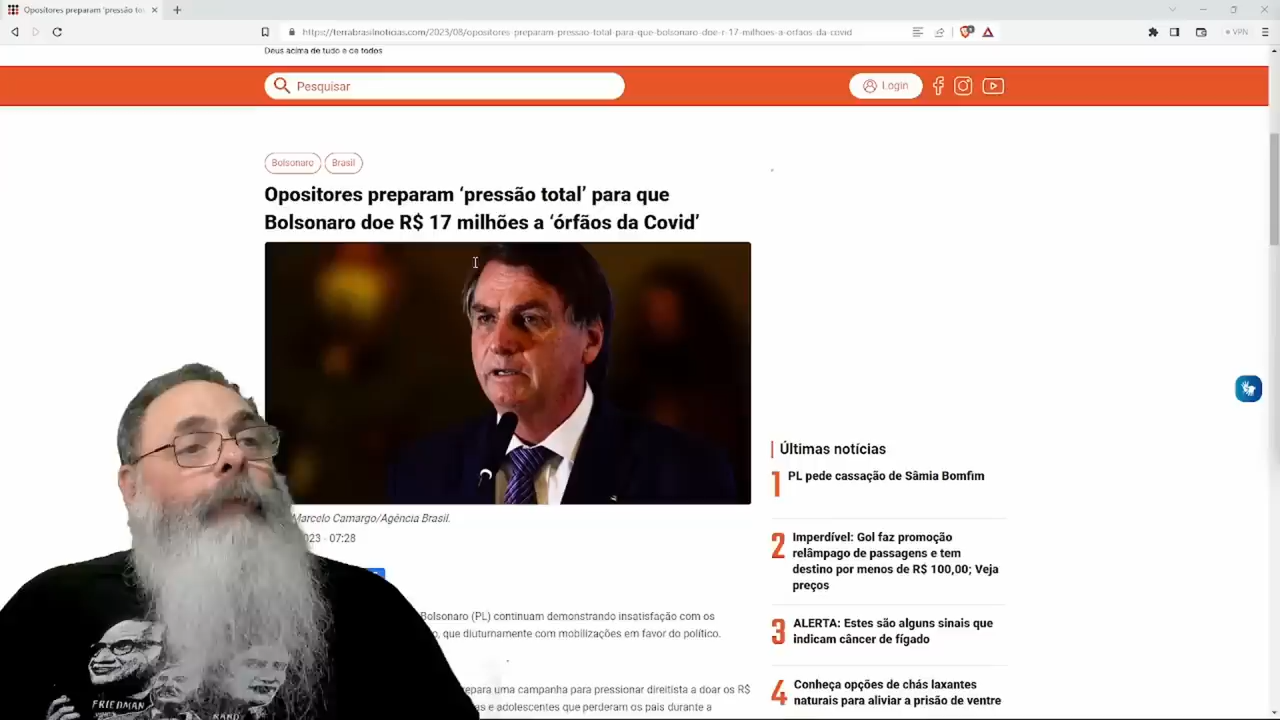 Opositores preparam 'pressão to
https://terrabrasilnoticias.com/2023/08/opositores-preparam-pressao-total-para-que-bolsonaro-doe-r-17-milhoes-a-orfaos-da-covid
VPN
Deus acima de tudo e de todos
Pesquisar
Login
Bolsonaro
Brasil
Opositores preparam 'pressão total' para que
Bolsonaro doe R$ 17 milhões a 'órfãos da Covid'
Marcelo Camargo/Agência Brasil.
023 - 07:28
Bolsonaro (PL) continuam demonstrando insatisfação com os
o, que diuturnamente com mobilizações em favor do político.
repara uma campanha para pressionar direitista a doar os R$
as e adolescentes que perderam os pais durante a
Últimas notícias
1 PL pede cassação de Sâmia Bomfim
2 Imperdível: Gol faz promoção
relâmpago de passagens e tem
destino por menos de R$ 100,00; Veja
preços
3 ALERTA: Estes são alguns sinais que
indicam câncer de fígado
4 Conheça opções de chás laxantes
naturais para aliviar a prisão de ventre
FRIEDMAN
RAND